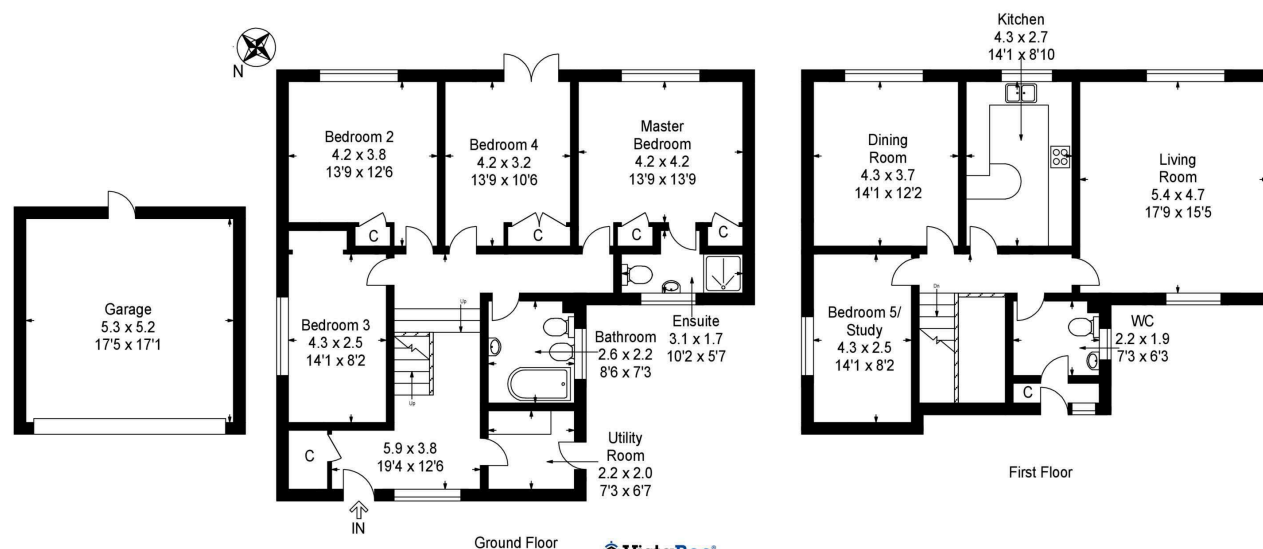 N
Garage
5.3 x 5.2
17'5 x 17'1
Bedroom 2
4.2 x 3.8
13'9 x 12'6
Bedroom 4
4.2 x 3.2
13'9 x 10'6
Master
Bedroom
4.2 x 4.2
13'9 x 13'9
C
C
C
C
Bedroom 3
4.3 x 2.5
14'1 x 8'2
Up
Up
Bathroom
2.6 x 2.2
8'6 x 7'3
Ensuite
3.1 x 1.7
10'2 x 5'7
C
5.9 x 3.8
19'4 x 12'6
Utility
Room
2.2 x 2.0
7'3 x 6'7
IN
Ground Floor
Kitchen
4.3 x 2.7
14'1 x 8'10
Dining
Room
4.3 x 3.7
14'1 x 12'2
Living
Room
5.4 x 4.7
17'9 x 15'5
Bedroom 5/
Study
4.3 x 2.5
14'1 x 8'2
Dn
WC
2.2 x 1.9
7'3 x 6'3
C
First Floor